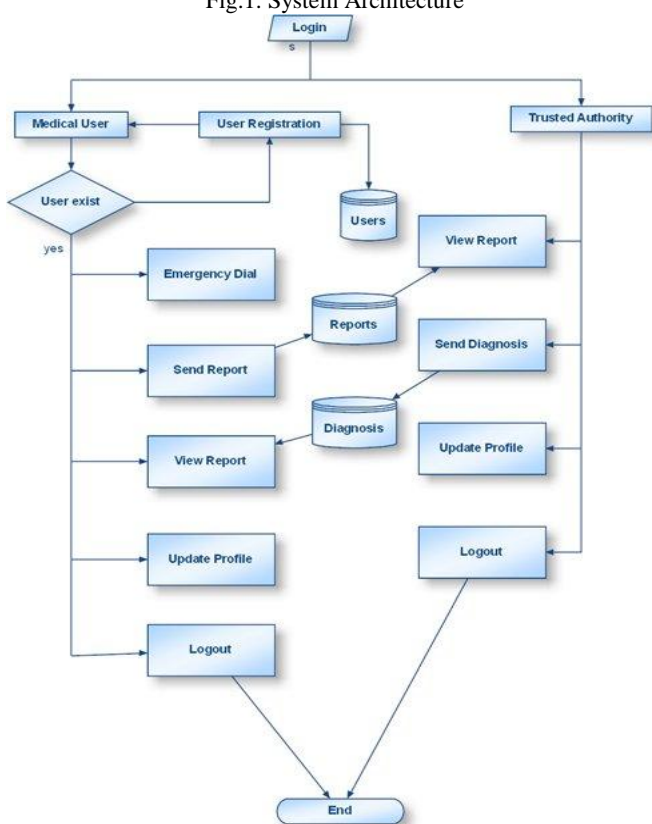 Fig.1. System Architecture
Login
s
Medical User
User Registration
Trusted Authority
User exist
Users
yes
View Report
Emergency Dial
Reports
Send Diagnosis
Send Report
Diagnosis
View Report
Update Profile
Update Profile
Logout
Logout
End